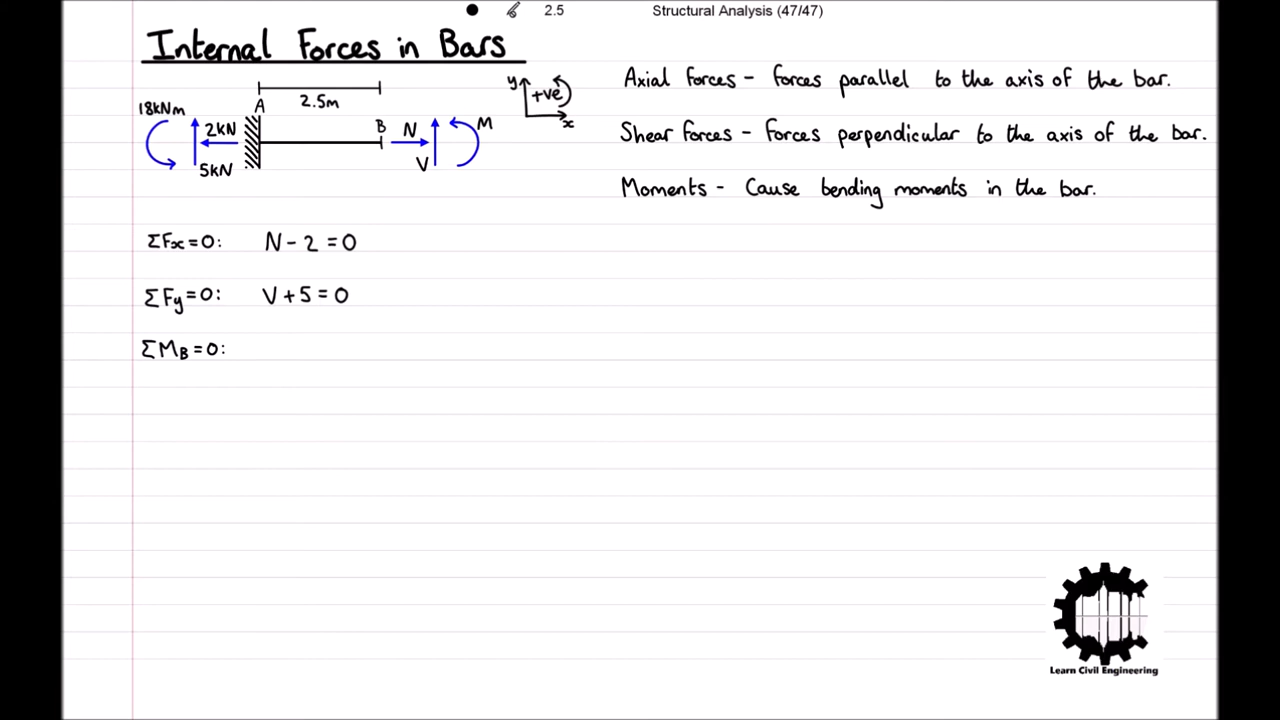 2.5 Structural Analysis (47/47)
Internal Forces in Bars
Axial forces - forces parallel to the axis of the bar.
Shear forces - forces perpendicular to the axis of the bar.
Moments - Cause bending moments in the bar.
y
+ve
x
2.5m
18kNm
A
2kN
5kN
B
N
V
M
ΣFx=0: N-2=0
ΣFy=0: V+5=0
ΣMB=0:
Learn Civil Engineering